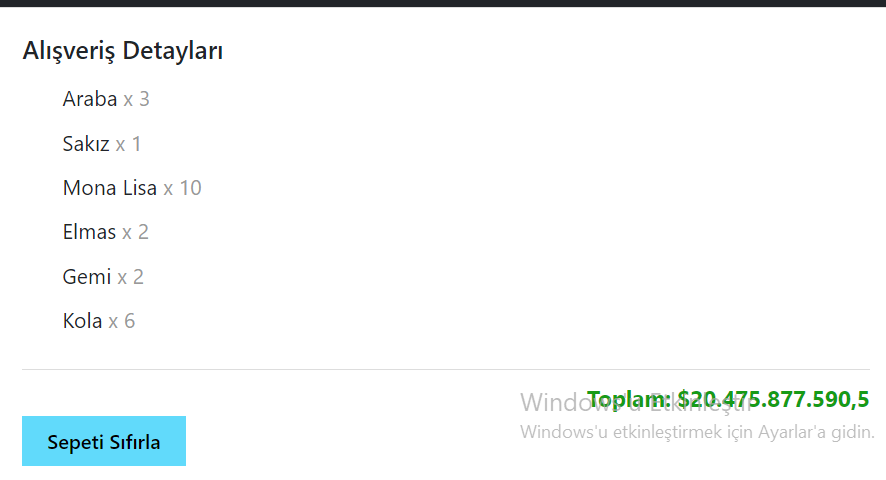 Alışveriş Detayları
Araba x 3
Sakız x 1
Mona Lisa x 10
Elmas x 2
Gemi x 2
Kola x 6
Toplam: $20.475.877.590,5
Windows'u Etkinleştir
Windows'u etkinleştirmek için Ayarlar'a gidin.
Sepeti Sıfırla